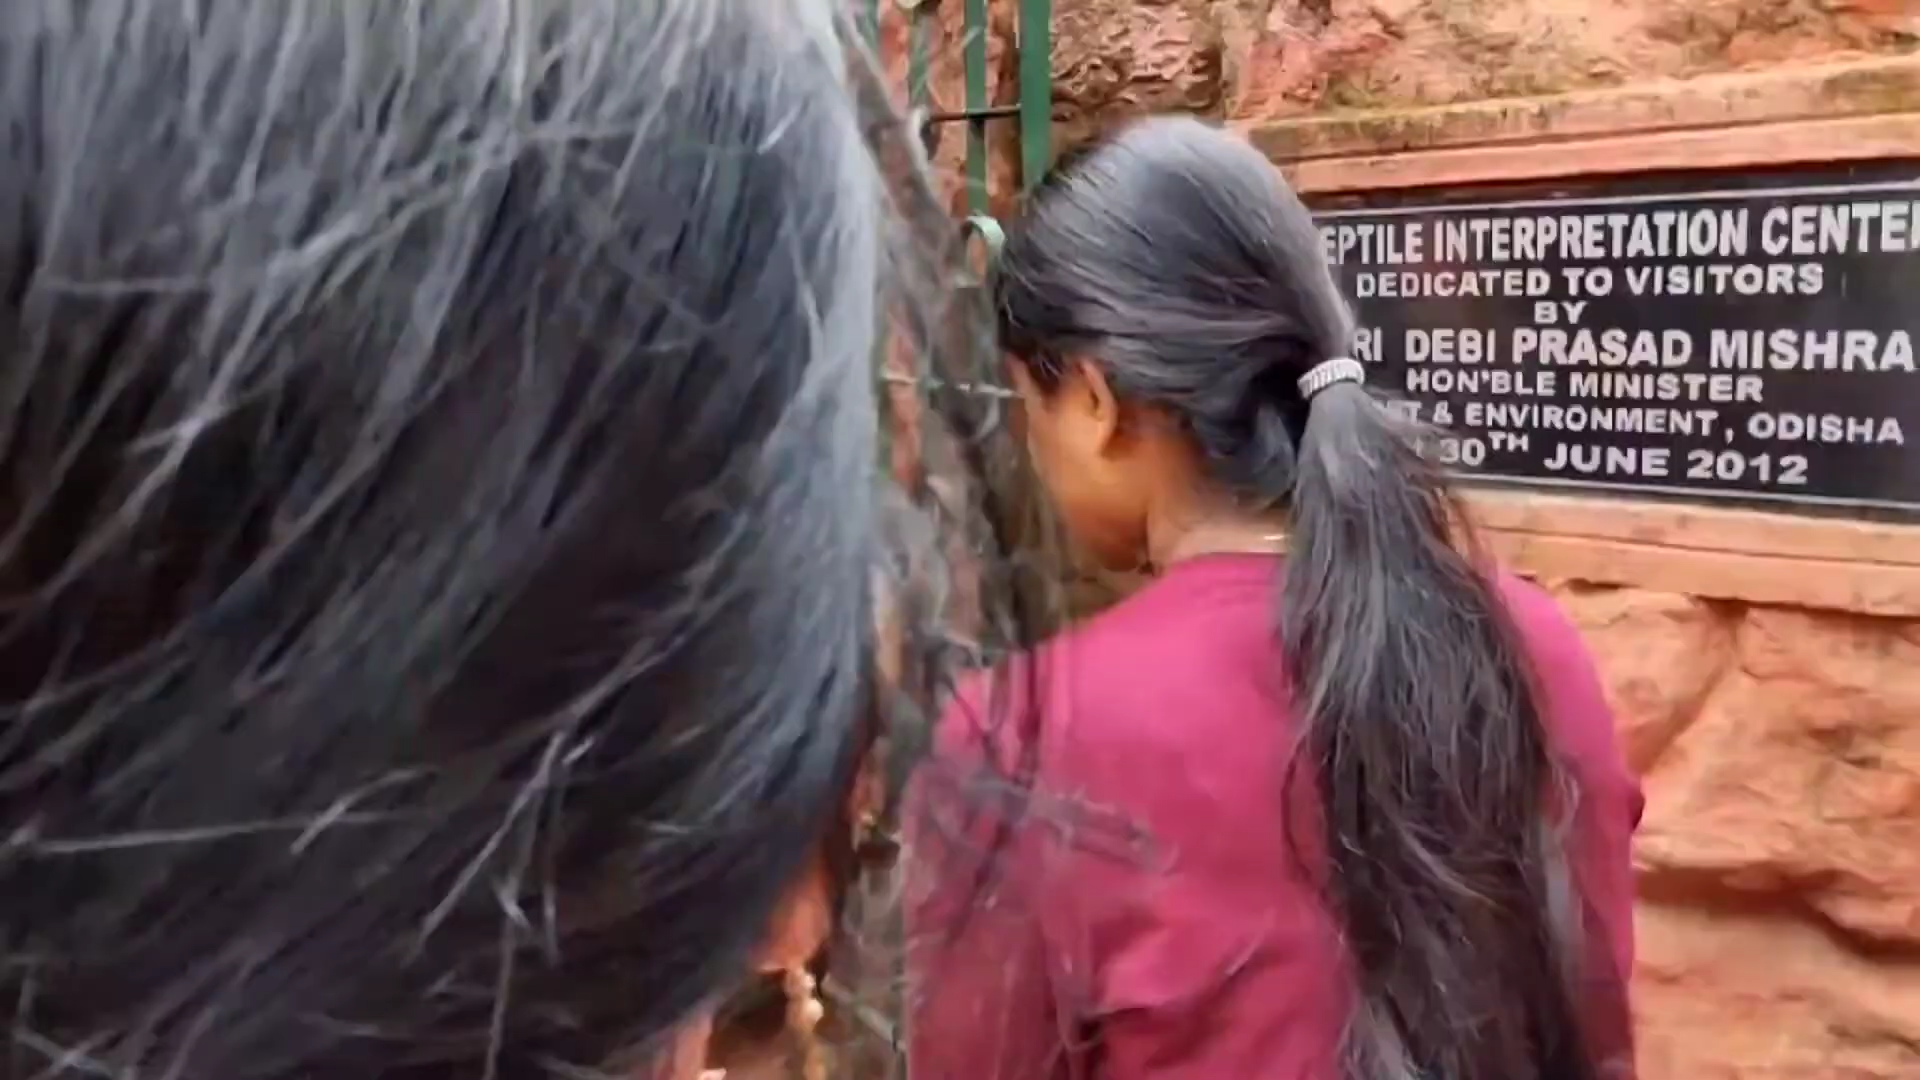 EPTILE INTERPRETATION CENTE
DEDICATED TO VISITORS
BY
RI DEBI PRASAD MISHRA
HON'BLE MINISTER
T & ENVIRONMENT, ODISHA
30TH JUNE 2012